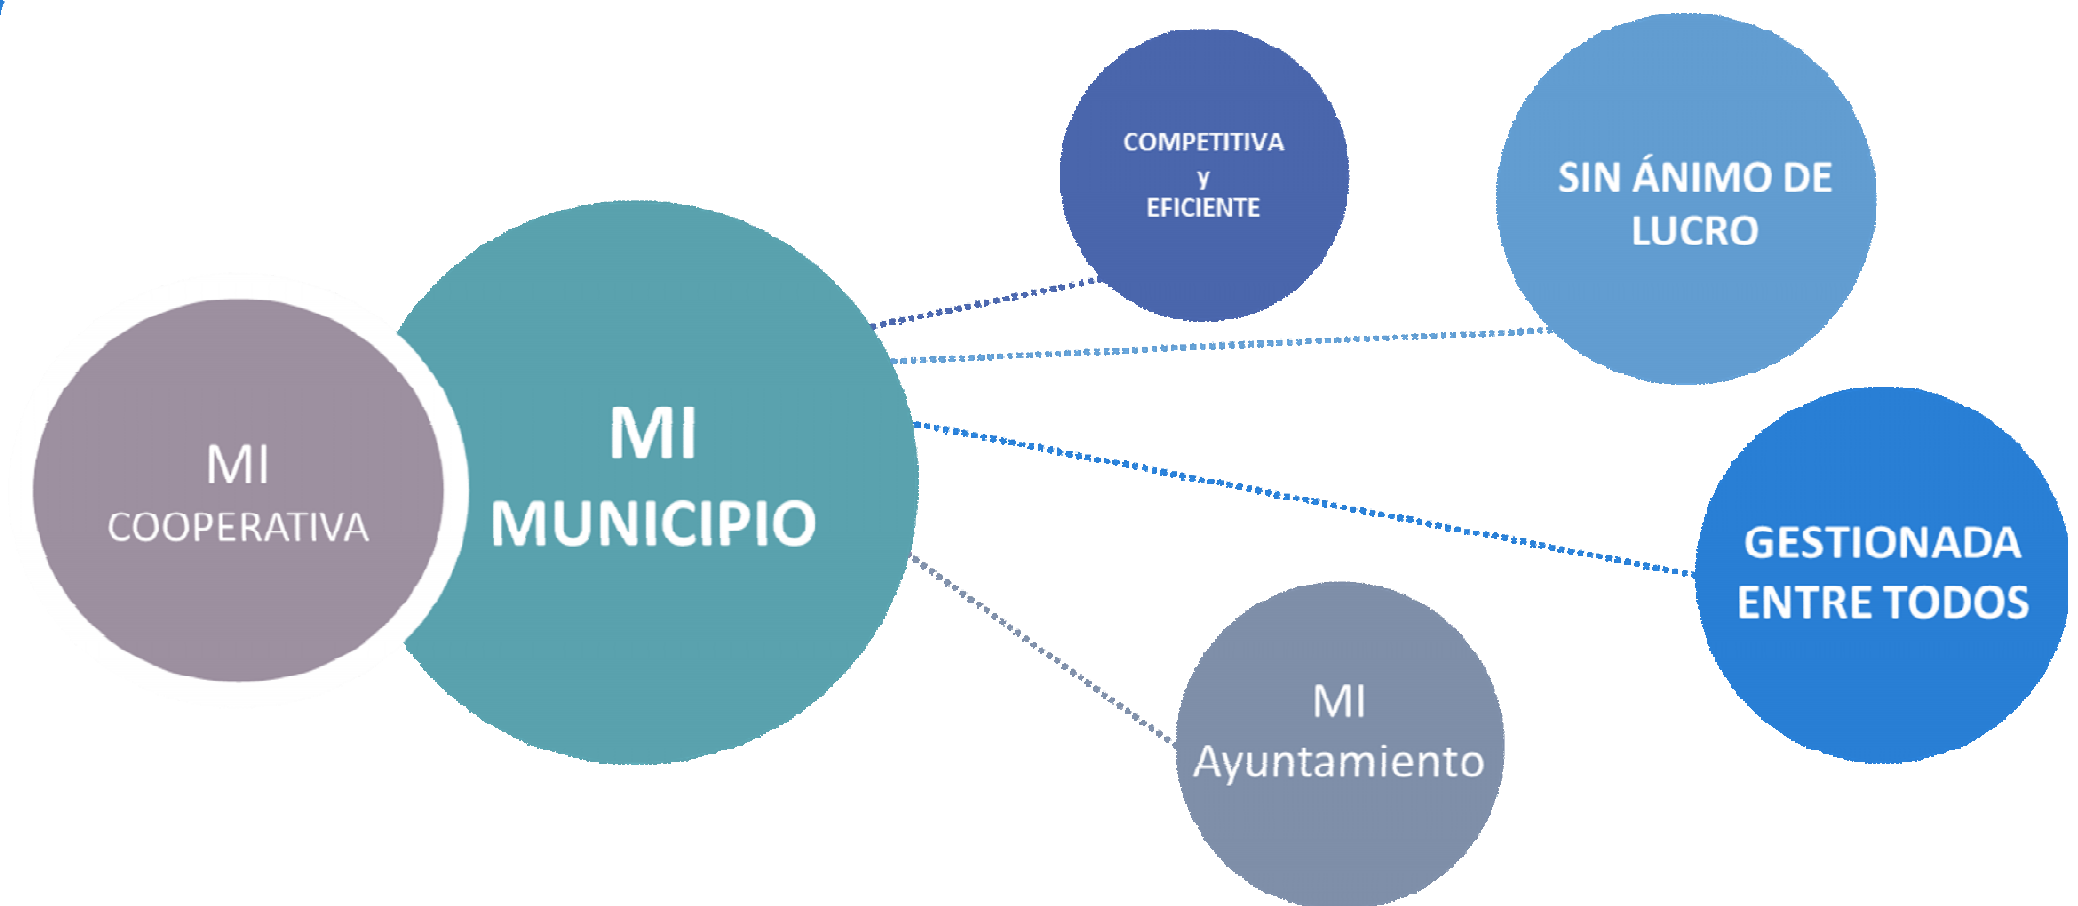 MI
COOPERATIVA
MI
MUNICIPIO
COMPETITIVA
y
EFICIENTE
SIN ÁNIMO DE
LUCRO
GESTIONADA
ENTRE TODOS
MI
Ayuntamiento